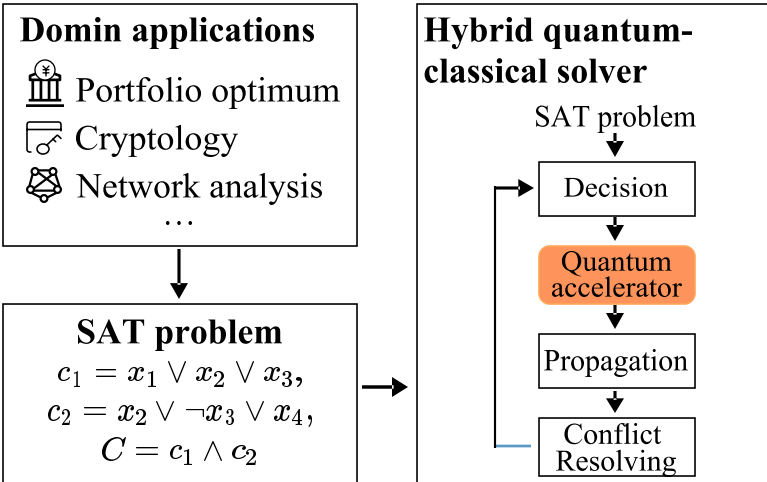 Domin applications
¥
Portfolio optimum
Cryptology
Network analysis
...
SAT problem
c₁ = x₁ ∨ x₂ ∨ x₃,
c₂ = x₂ ∨ ¬x₃ ∨ x₄,
C = c₁ ∧ c₂
Hybrid quantum-
classical solver
SAT problem
Decision
Quantum
accelerator
Propagation
Conflict
Resolving